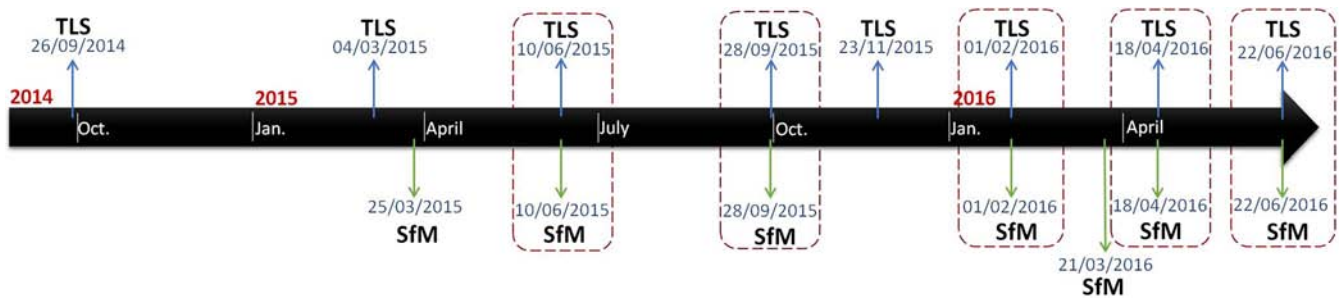 TLS TLS TLS TLS TLS TLS TLS TLS
26/09/2014 04/03/2015 10/06/2015 28/09/2015 23/11/2015 01/02/2016 18/04/2016 22/06/2016
2014 2015 2016
Oct. Jan. April July Oct. Jan. April
25/03/2015 10/06/2015 28/09/2015 01/02/2016 18/04/2016 22/06/2016
SfM SfM SfM SfM SfM SfM
21/03/2016
SfM